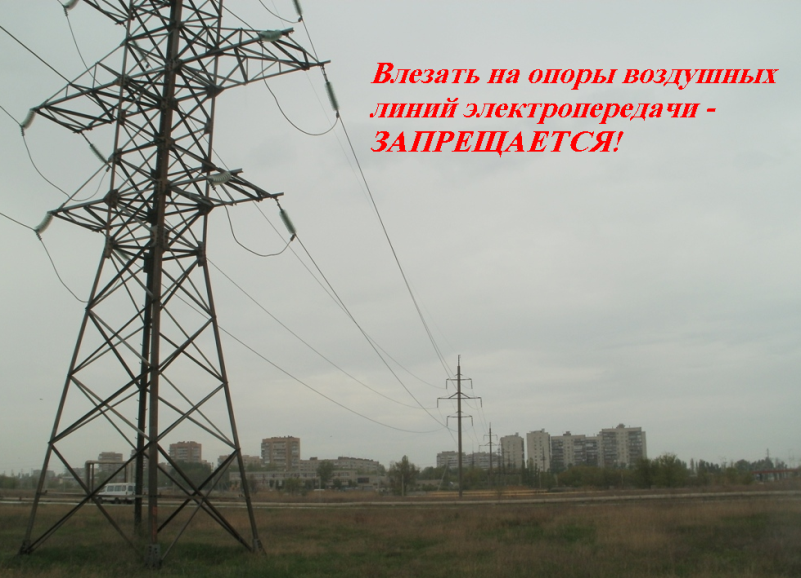 Влезать на опоры воздушных
линий электропередачи -
ЗАПРЕЩАЕТСЯ!